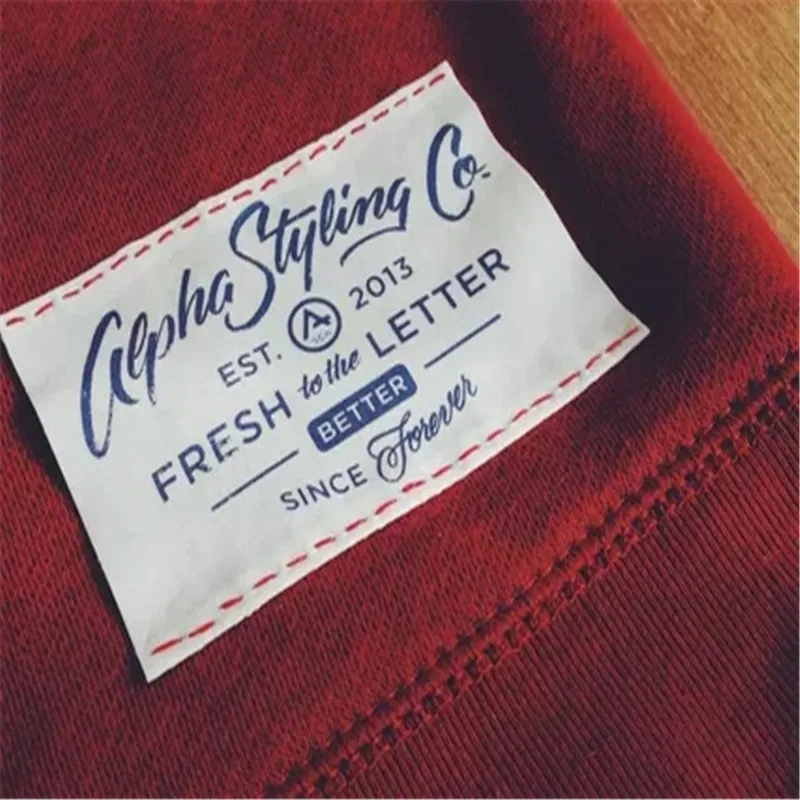 Alpha Styling Co.
EST. A 2013
FRESH to the LETTER
BETTER
SINCE Forever